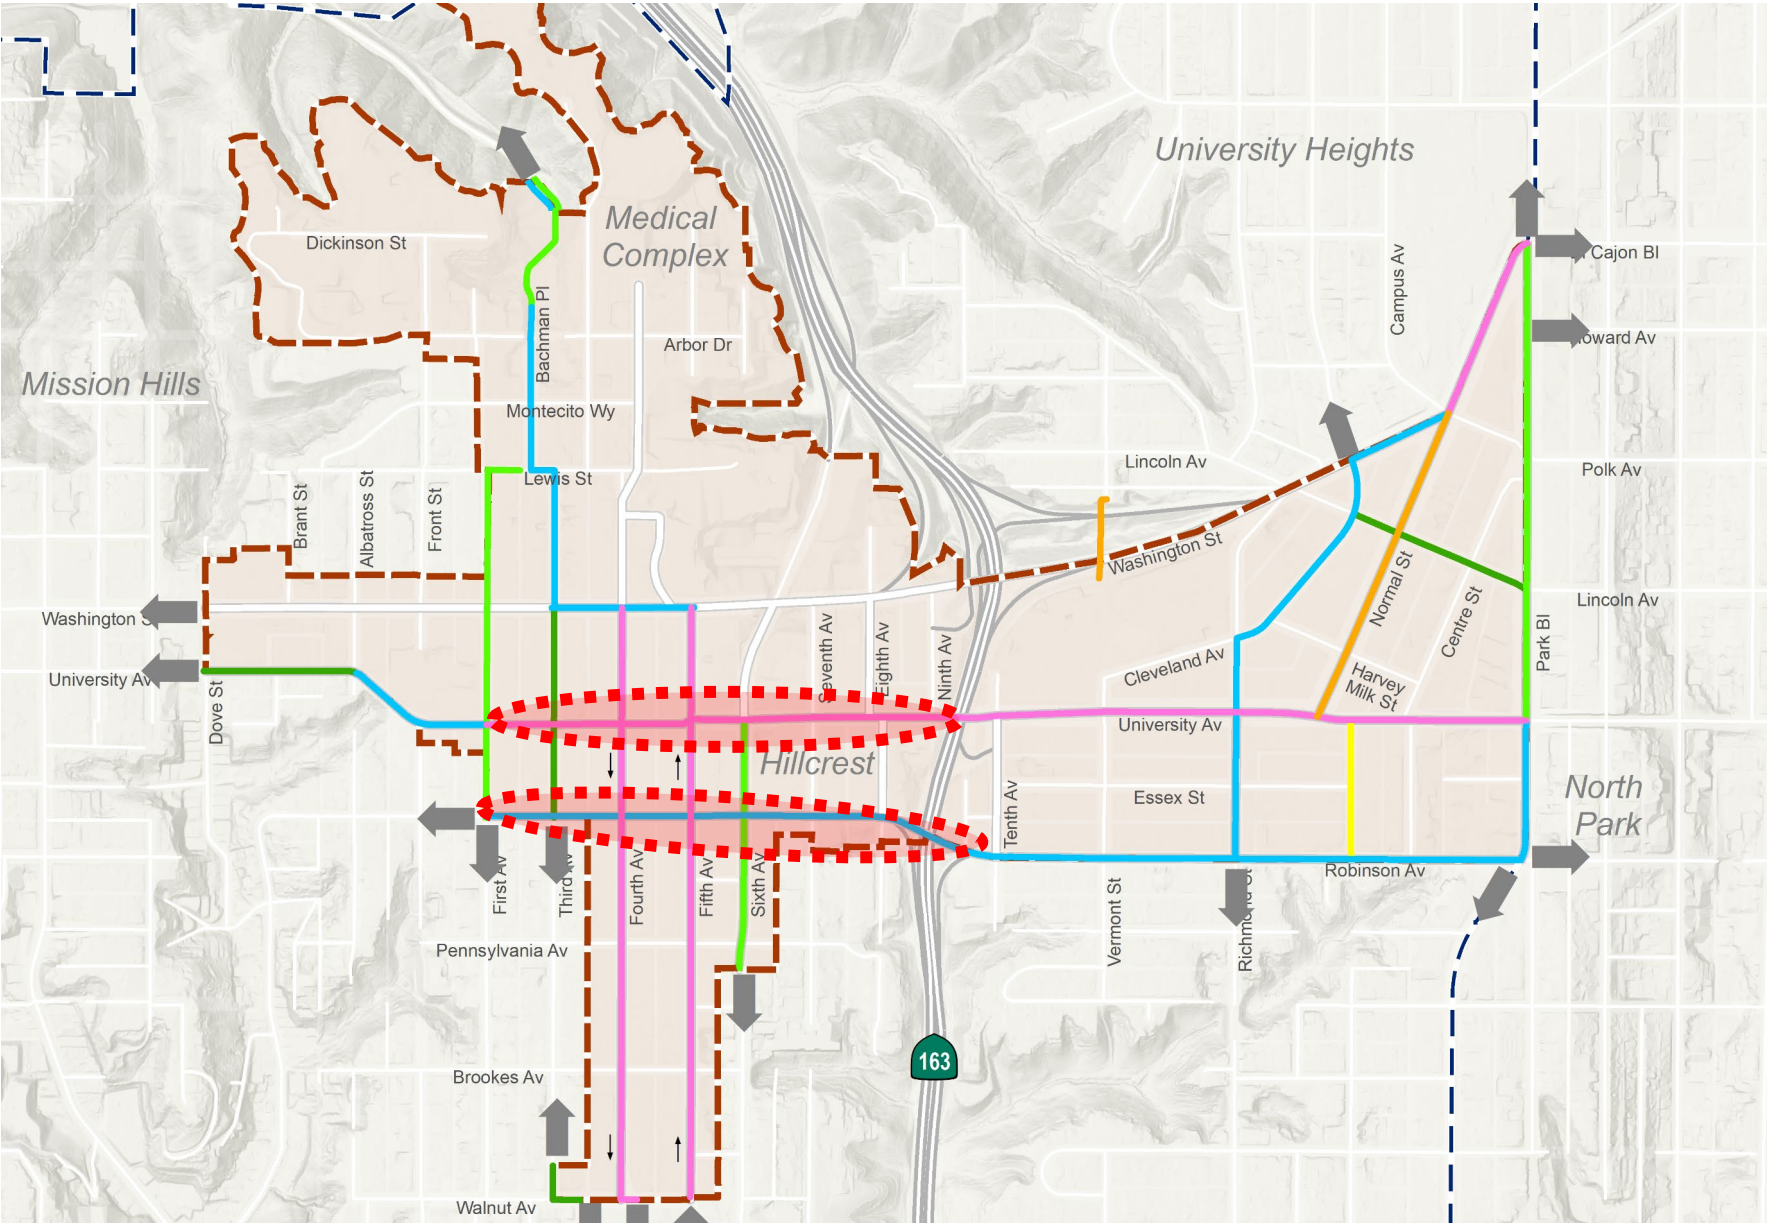 University Heights
Medical
Complex
Dickinson St
Campus Av
Cajon Bl
Bachman Pl
Arbor Dr
oward Av
Mission Hills
Montecito Wy
Lincoln Av
Polk Av
Lewis St
Brant St
Albatross St
Front St
Washington St
Normal St
Centre St
Lincoln Av
Washington S
Park Bl
Seventh Av
Eighth Av
Ninth Av
Cleveland Av
Harvey
Milk St
University Av
Dove St
University Av
Hillcrest
Essex St
North
Park
Tenth Av
First Av
Third Av
Fourth Av
Fifth Av
Sixth Av
Robinson Av
Vermont St
Richmond St
Pennsylvania Av
163
Brookes Av
Walnut Av